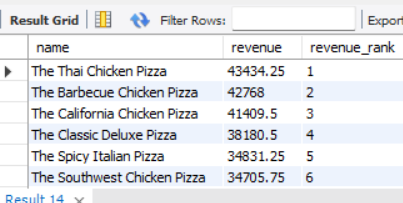 Result Grid Filter Rows: Export
name revenue revenue_rank
The Thai Chicken Pizza 43434.25 1
The Barbecue Chicken Pizza 42768 2
The California Chicken Pizza 41409.5 3
The Classic Deluxe Pizza 38180.5 4
The Spicy Italian Pizza 34831.25 5
The Southwest Chicken Pizza 34705.75 6
Result 14 ×